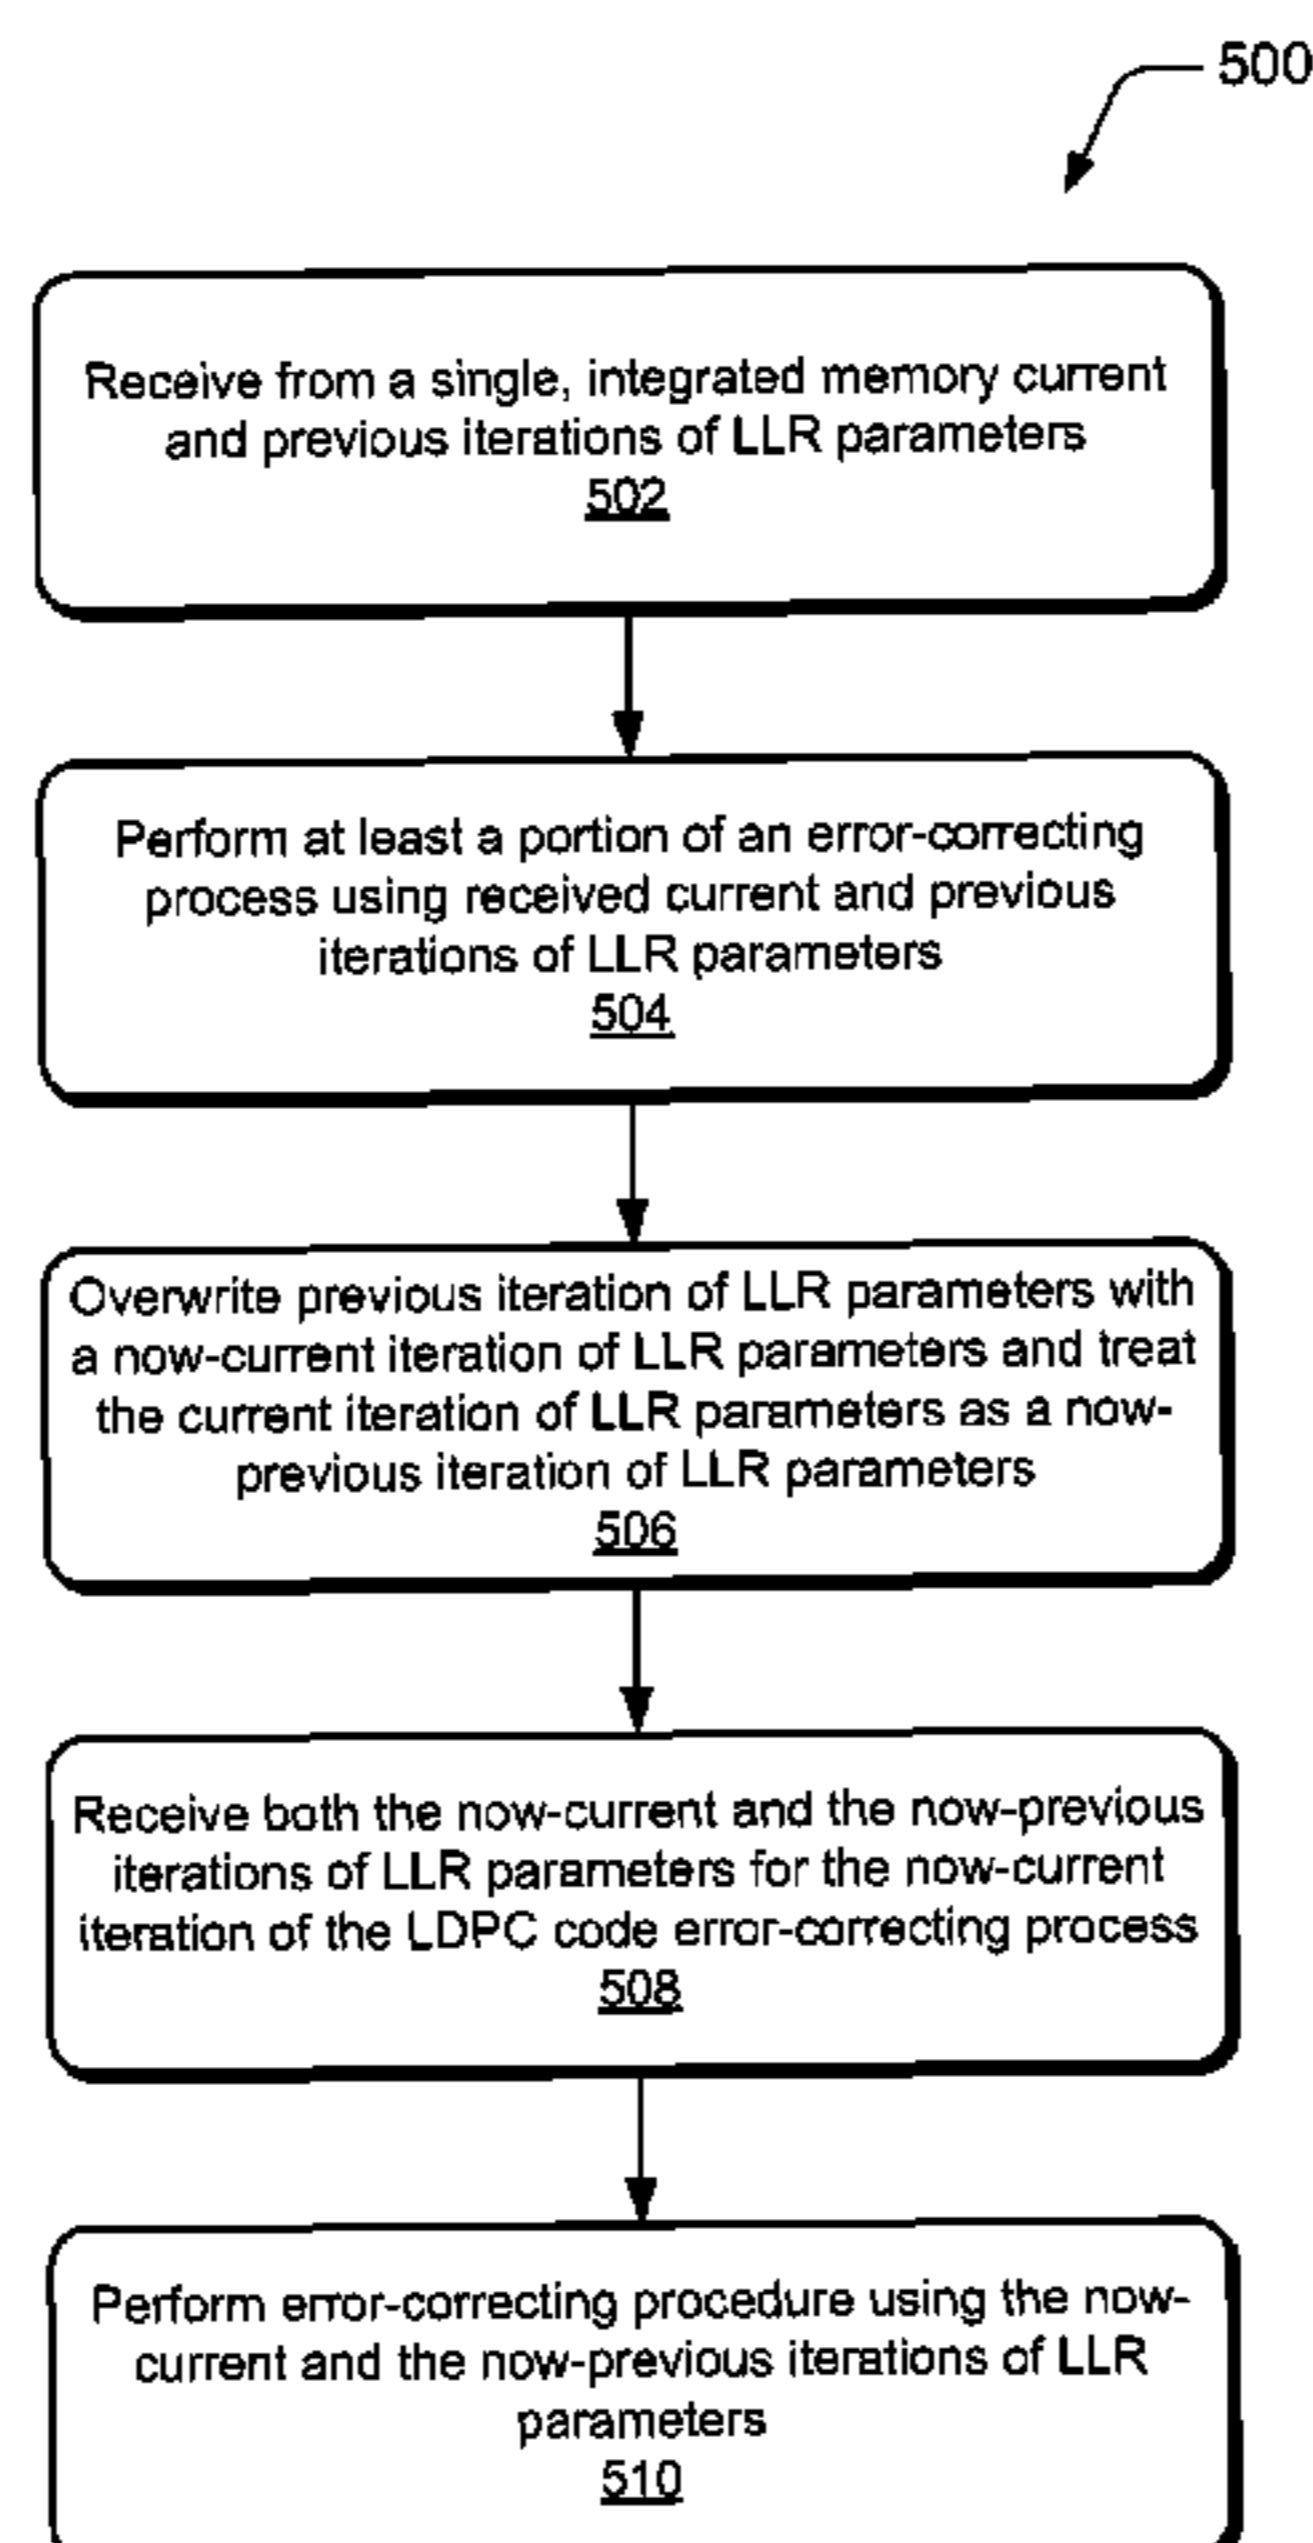 500
Receive from a single, integrated memory current
and previous iterations of LLR parameters
502
Perform at least a portion of an error-correcting
process using received current and previous
iterations of LLR parameters
504
Overwrite previous iteration of LLR parameters with
a now-current iteration of LLR parameters and treat
the current iteration of LLR parameters as a now-
previous iteration of LLR parameters
506
Receive both the now-current and the now-previous
iterations of LLR parameters for the now-current
iteration of the LDPC code error-correcting process
508
Perform error-correcting procedure using the now-
current and the now-previous iterations of LLR
parameters
510